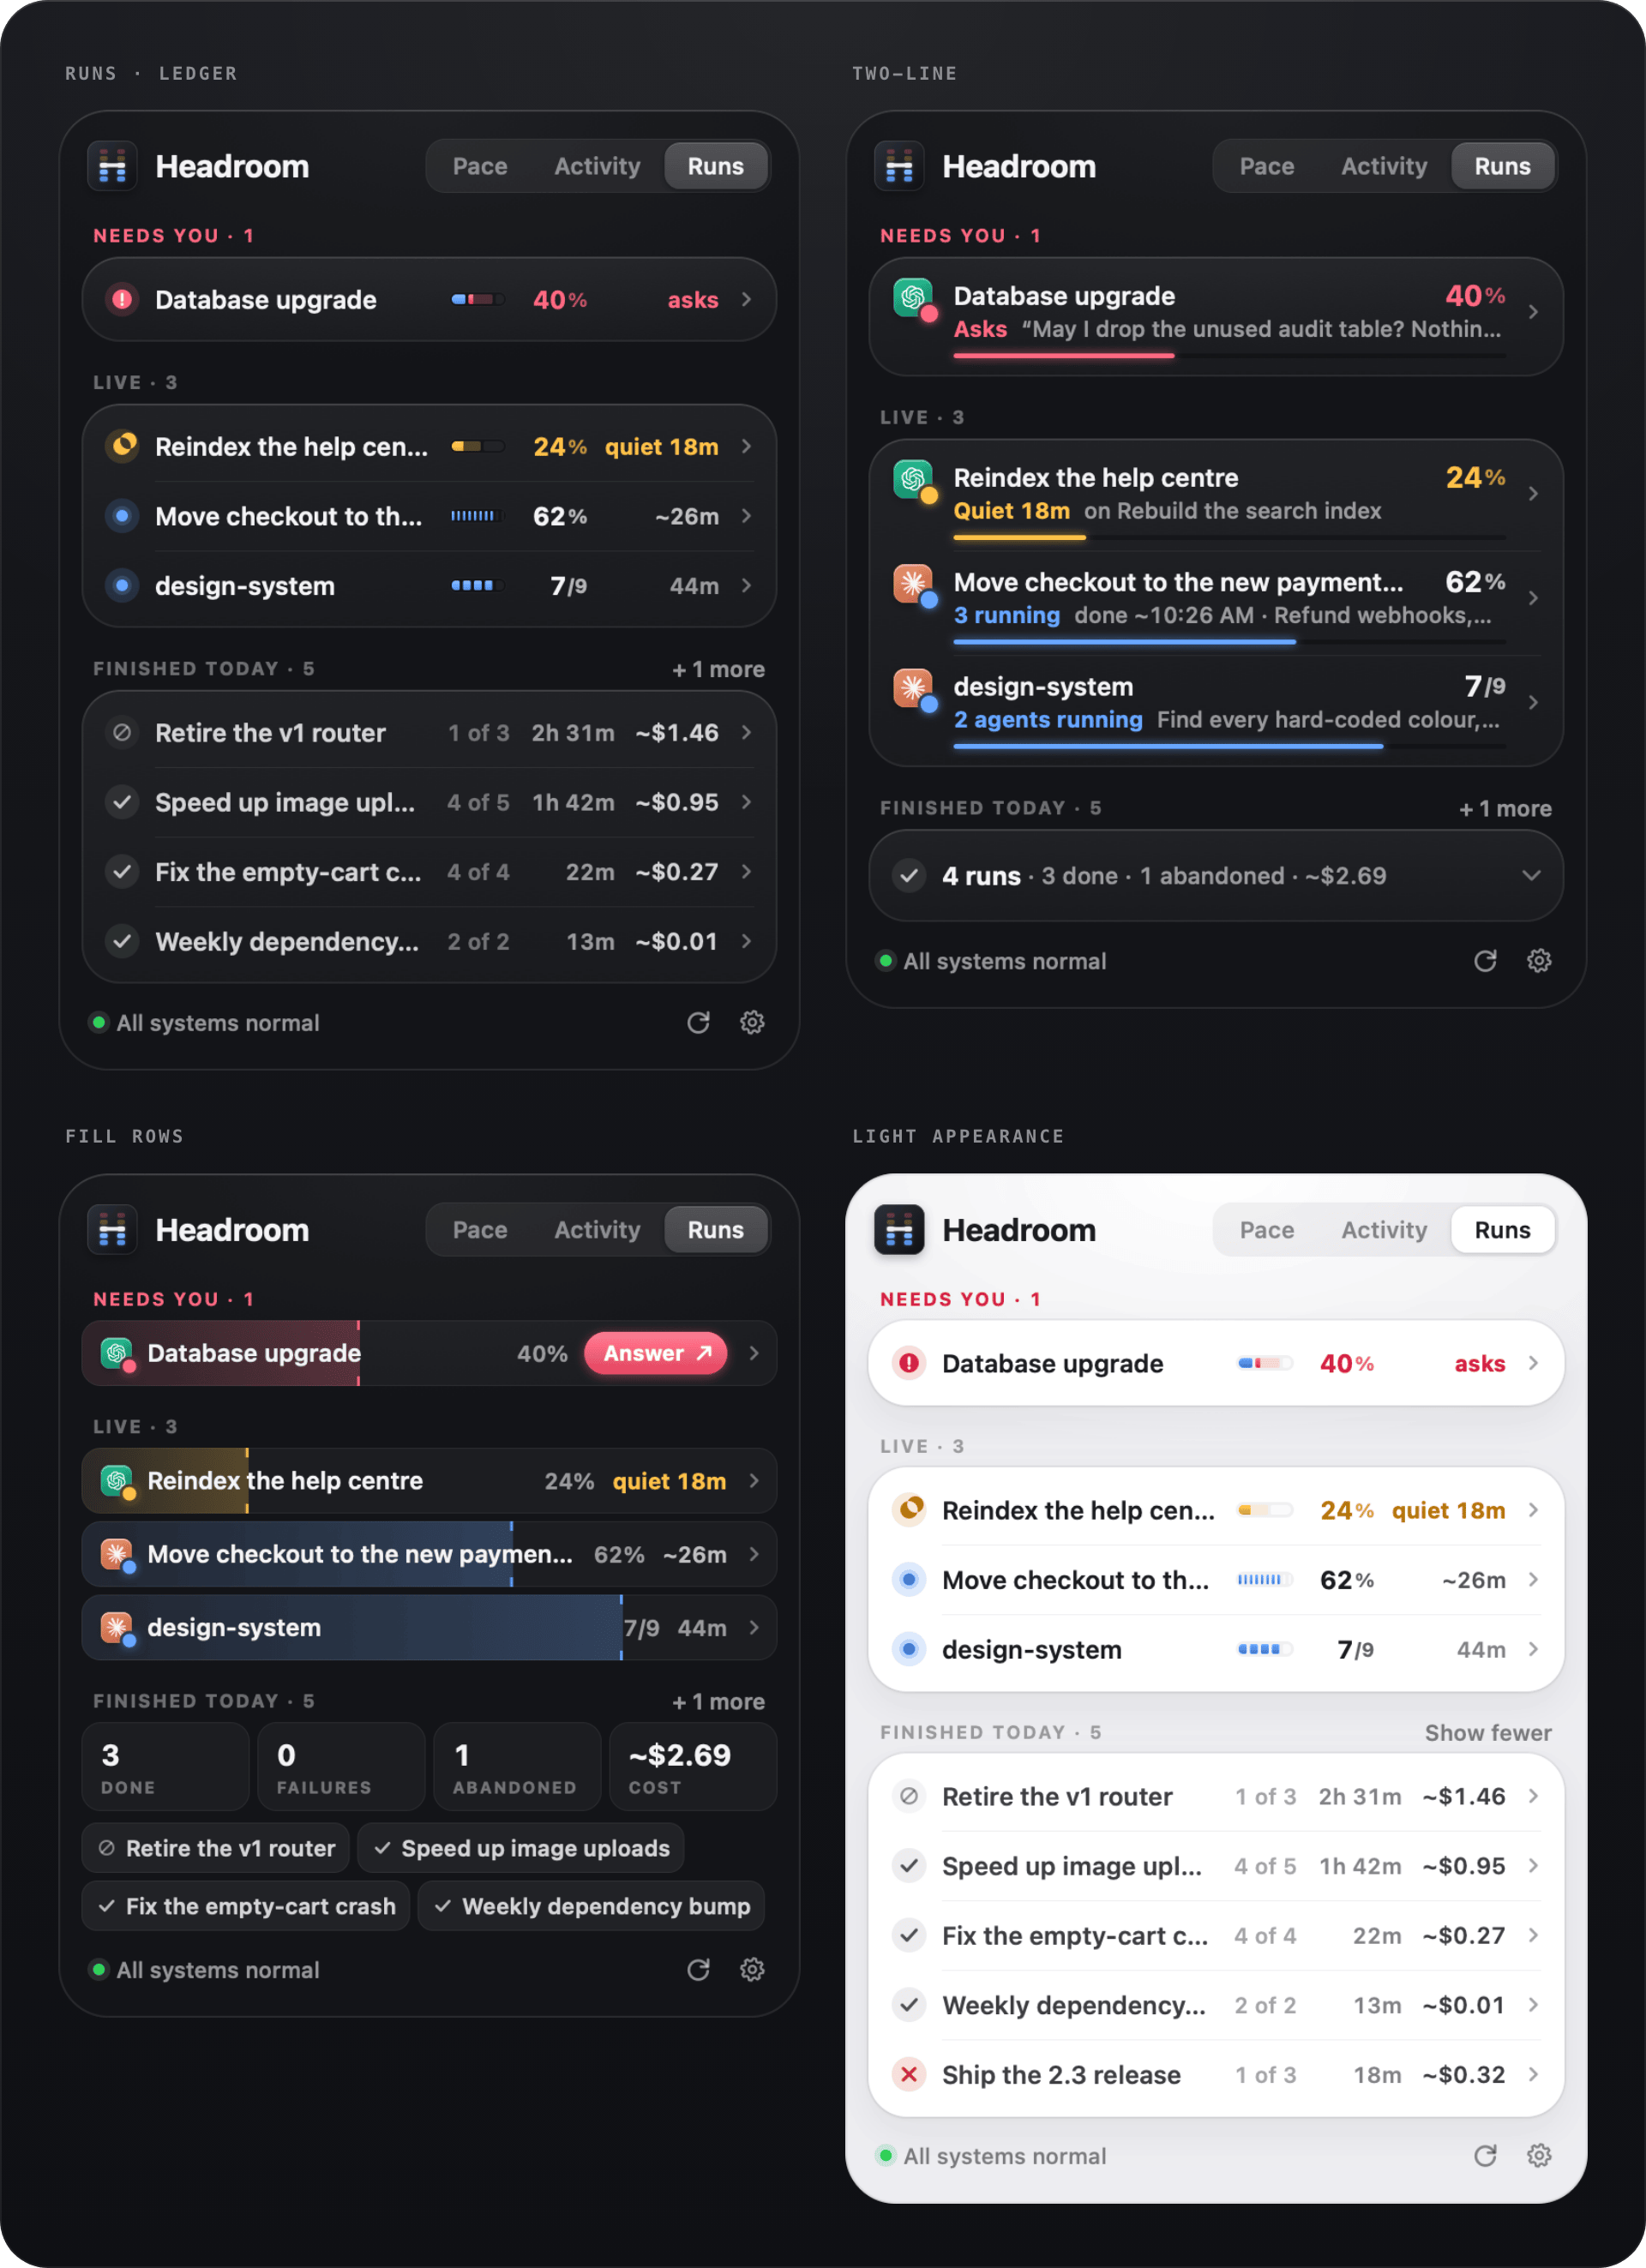 RUNS · LEDGER
Headroom Pace Activity Runs
NEEDS YOU · 1
Database upgrade 40% asks
LIVE · 3
Reindex the help cen... 24% quiet 18m
Move checkout to th... 62% ~26m
design-system 7/9 44m
FINISHED TODAY · 5 + 1 more
Retire the v1 router 1 of 3 2h 31m ~$1.46
Speed up image upl... 4 of 5 1h 42m ~$0.95
Fix the empty-cart c... 4 of 4 22m ~$0.27
Weekly dependency... 2 of 2 13m ~$0.01
All systems normal
TWO-LINE
Headroom Pace Activity Runs
NEEDS YOU · 1
Database upgrade 40%
Asks “May I drop the unused audit table? Nothin...
LIVE · 3
Reindex the help centre 24%
Quiet 18m on Rebuild the search index
Move checkout to the new payment... 62%
3 running done ~10:26 AM · Refund webhooks,...
design-system 7/9
2 agents running Find every hard-coded colour,...
FINISHED TODAY · 5 + 1 more
4 runs · 3 done · 1 abandoned · ~$2.69
All systems normal
FILL ROWS
Headroom Pace Activity Runs
NEEDS YOU · 1
Database upgrade 40% Answer ↗
LIVE · 3
Reindex the help centre 24% quiet 18m
Move checkout to the new paymen... 62% ~26m
design-system 7/9 44m
FINISHED TODAY · 5 + 1 more
3 0 1 ~$2.69
DONE FAILURES ABANDONED COST
Retire the v1 router Speed up image uploads
Fix the empty-cart crash Weekly dependency bump
All systems normal
LIGHT APPEARANCE
Headroom Pace Activity Runs
NEEDS YOU · 1
Database upgrade 40% asks
LIVE · 3
Reindex the help cen... 24% quiet 18m
Move checkout to th... 62% ~26m
design-system 7/9 44m
FINISHED TODAY · 5 Show fewer
Retire the v1 router 1 of 3 2h 31m ~$1.46
Speed up image upl... 4 of 5 1h 42m ~$0.95
Fix the empty-cart c... 4 of 4 22m ~$0.27
Weekly dependency... 2 of 2 13m ~$0.01
Ship the 2.3 release 1 of 3 18m ~$0.32
All systems normal